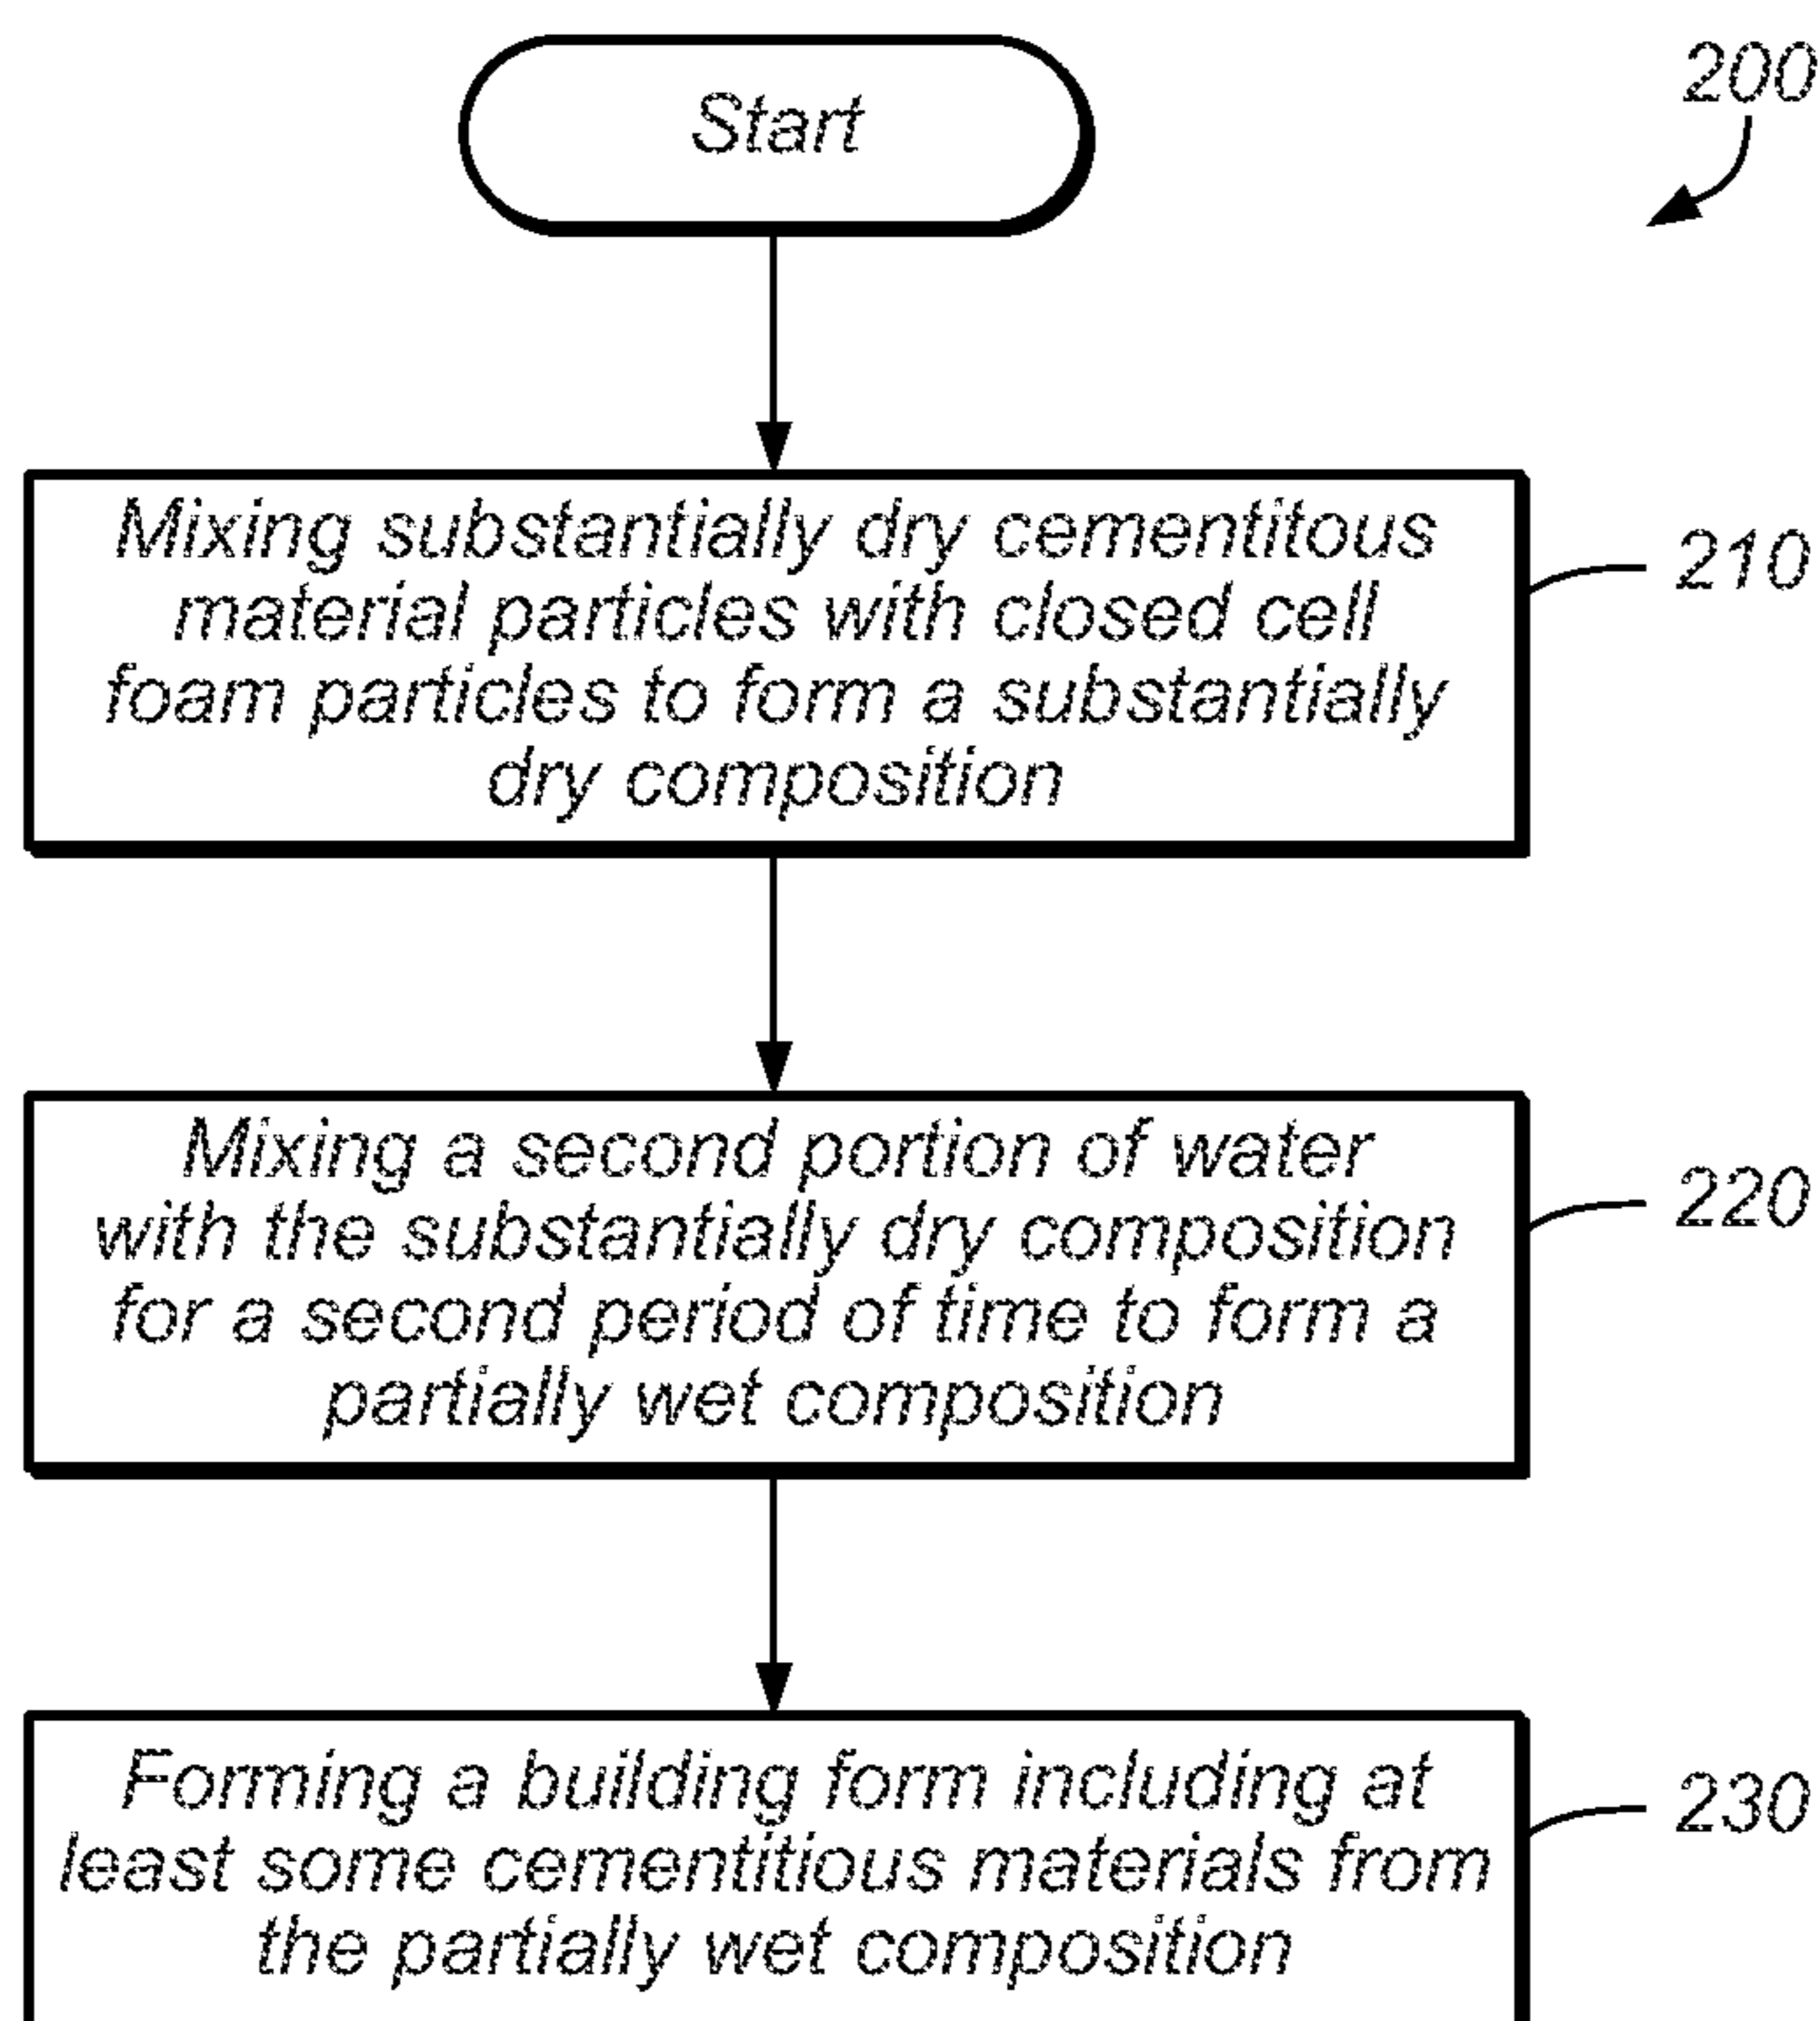 Start
200
Mixing substantially dry cementitous
material particles with closed cell
foam particles to form a substantially
dry composition
210
Mixing a second portion of water
with the substantially dry composition
for a second period of time to form a
partially wet composition
220
Forming a building form including at
least some cementitious materials from
the partially wet composition
230